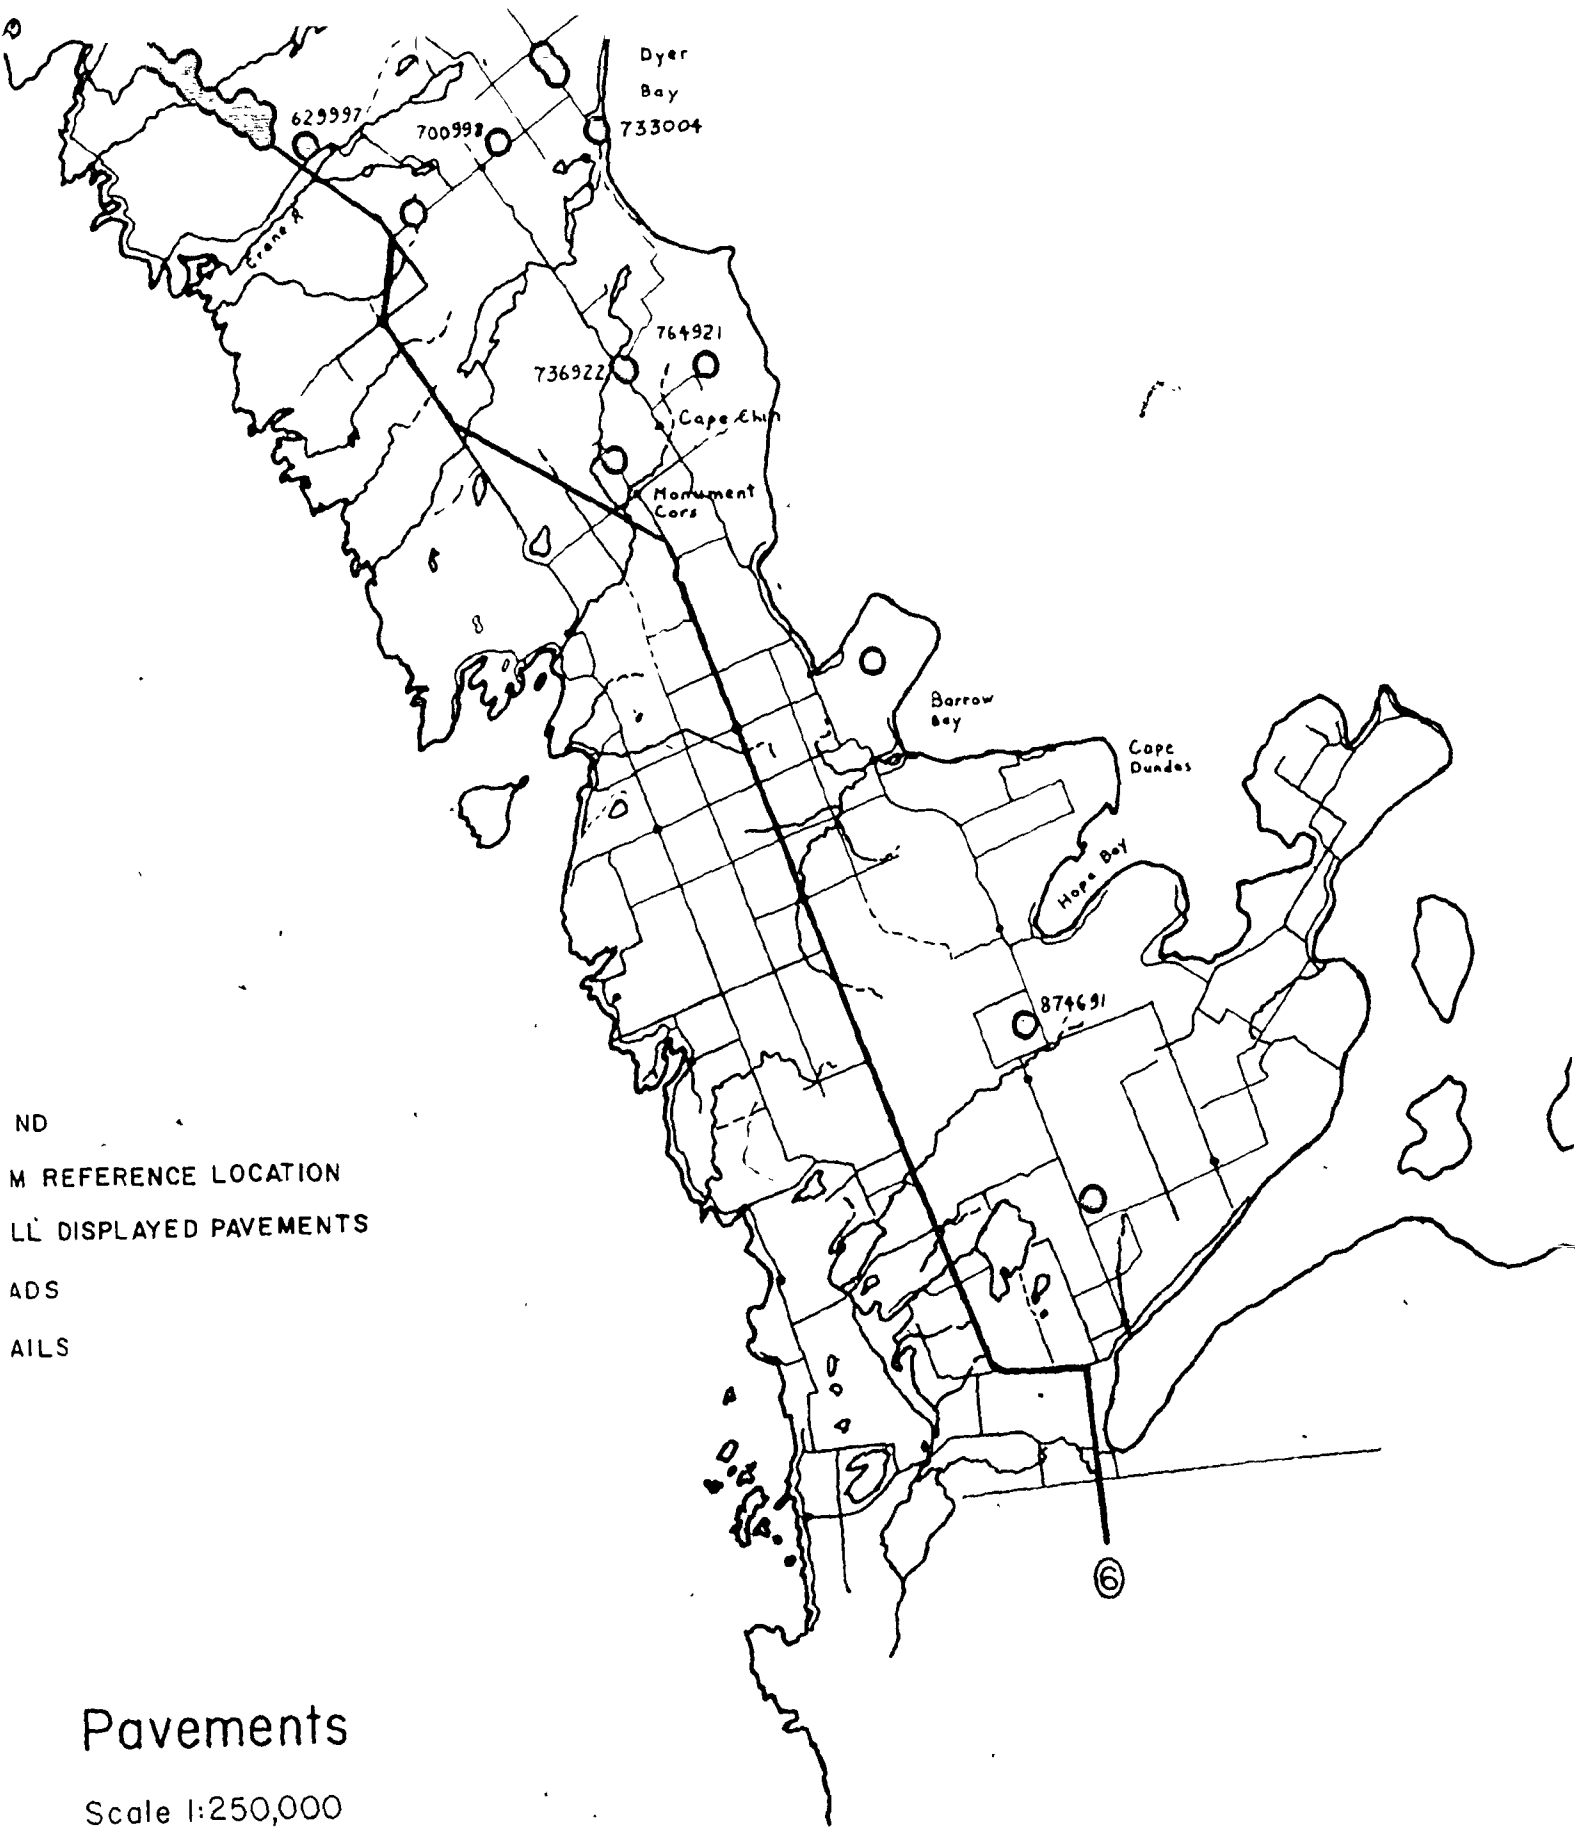 Dyer
Bay
629997
700998
733004
Crane R
764921
736922
Cape Chin
Monument
Cors
Barrow
Bay
Cape
Dundas
Hope Bay
874691
ND
M REFERENCE LOCATION
LL DISPLAYED PAVEMENTS
ADS
AILS
6
Pavements
Scale 1:250,000